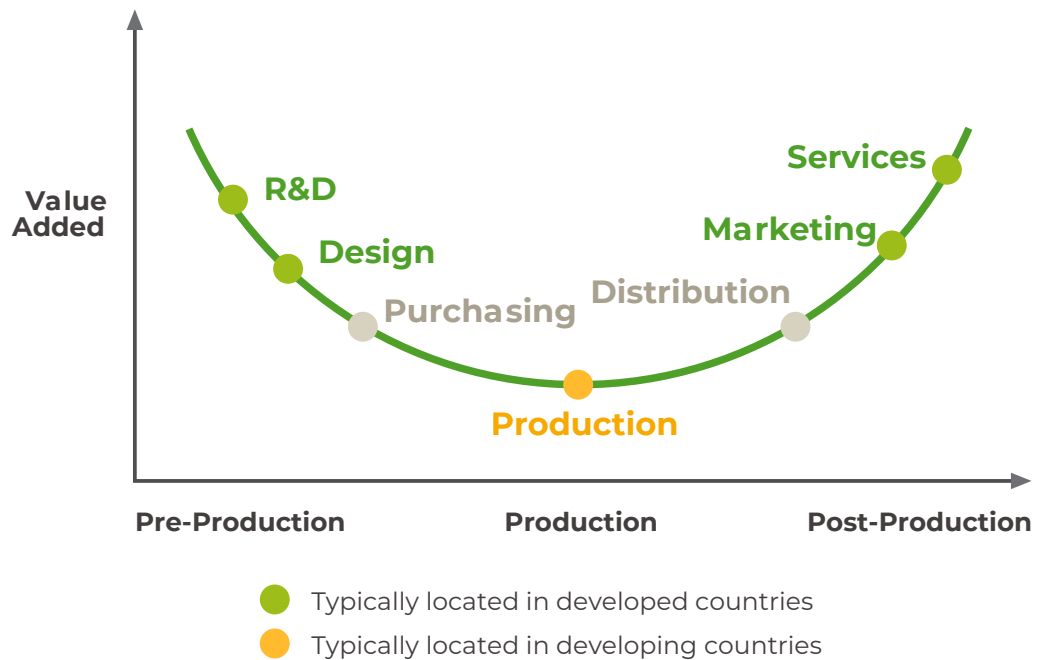 Value
Added
R&D
Design
Purchasing
Production
Distribution
Marketing
Services
Pre-Production
Production
Post-Production
Typically located in developed countries
Typically located in developing countries